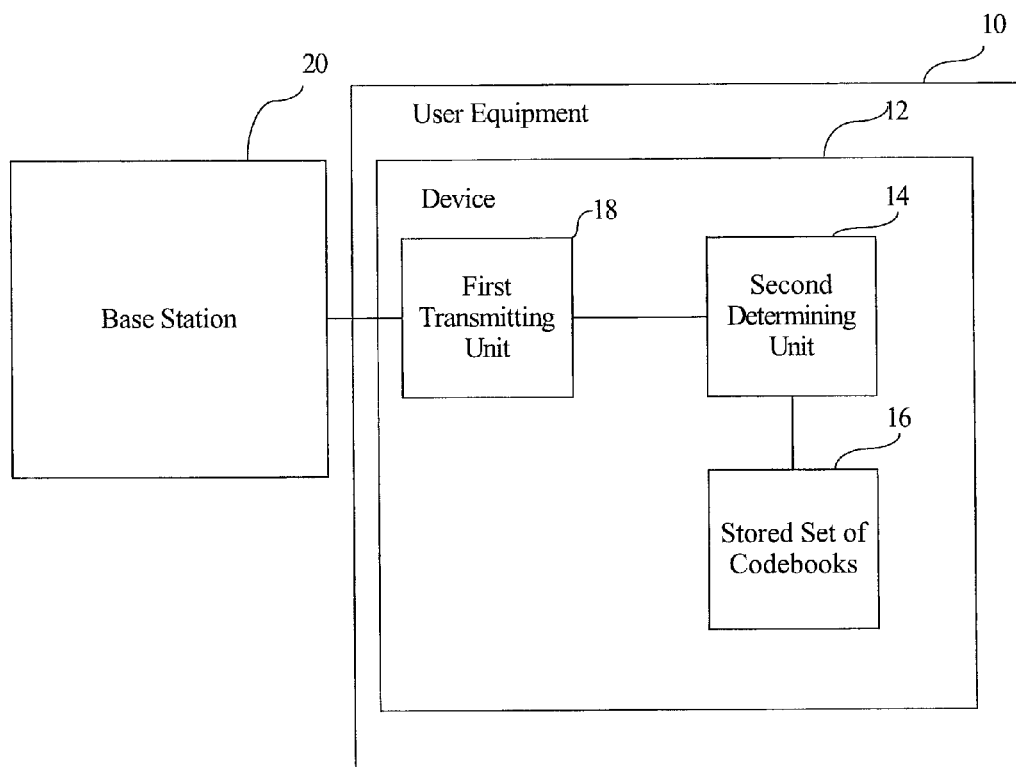 10
20
User Equipment
12
Device
18
14
First
Transmitting
Unit
Second
Determining
Unit
Base Station
16
Stored Set of
Codebooks